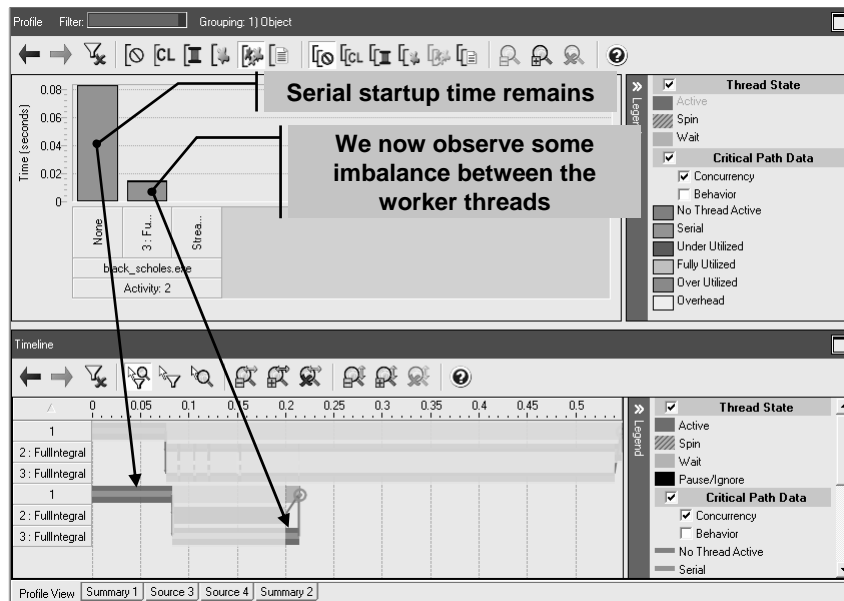 Profile Filter: Grouping: 1) Object
CL CL
Serial startup time remains
We now observe some
imbalance between the
worker threads
Time (seconds)
0.08
0.06
0.04
0.02
0
None
3 : Fu...
Strea...
black_scholes.exe
Activity: 2
Legend
Thread State
Active
Spin
Wait
Critical Path Data
Concurrency
Behavior
No Thread Active
Serial
Under Utilized
Fully Utilized
Over Utilized
Overhead
Timeline
0 0.05 0.1 0.15 0.2 0.25 0.3 0.35 0.4 0.45 0.5
1
2 : FullIntegral
3 : FullIntegral
1
2 : FullIntegral
3 : FullIntegral
Legend
Thread State
Active
Spin
Wait
Pause/Ignore
Critical Path Data
Concurrency
Behavior
No Thread Active
Serial
Profile View Summary 1 Source 3 Source 4 Summary 2